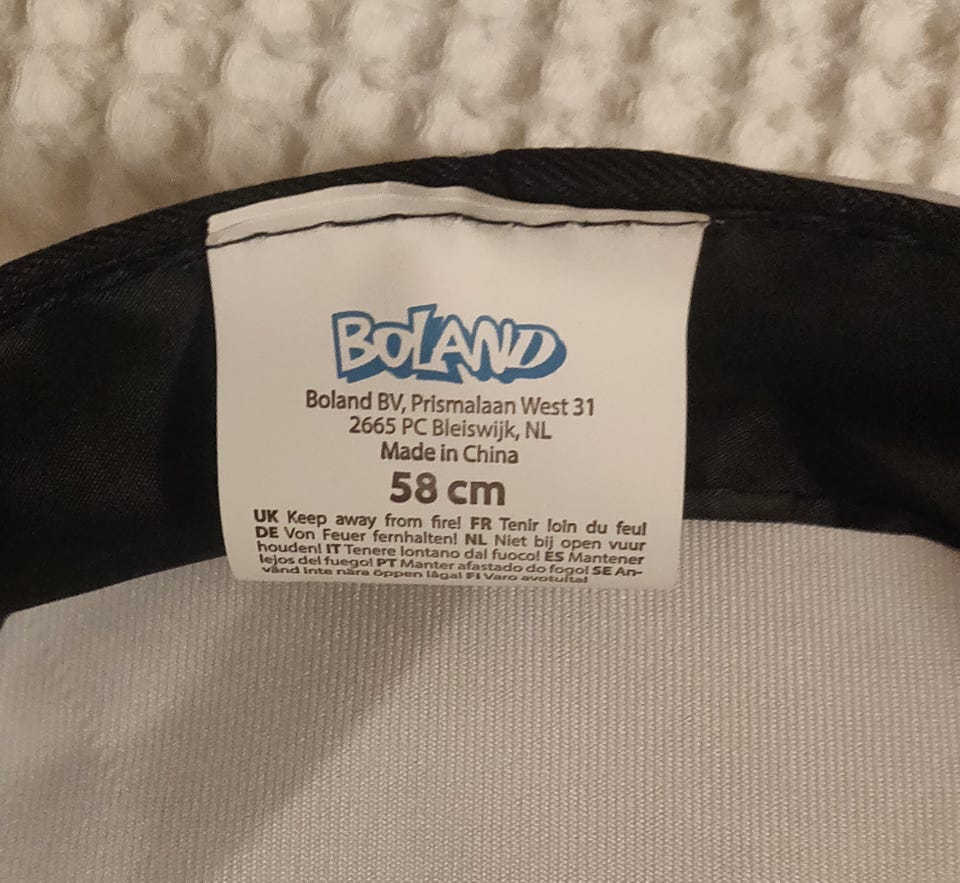 BOLAND
Boland BV, Prismalaan West 31
2665 PC Bleiswijk, NL
Made in China
58 cm
UK Keep away from fire! FR Tenir loin du feu!
DE Von Feuer fernhalten! NL Niet bij open vuur
houden! IT Tenere lontano dal fuoco! ES Mantener
lejos del fuego! PT Manter afastado do fogo! SE An-
vänd inte nära öppen låga! FI Varo avotulta!